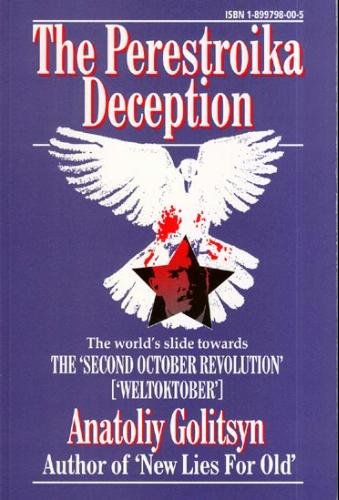 ISBN 1-899798-00-5
The Perestroika
Deception
The world's slide towards
THE 'SECOND OCTOBER REVOLUTION'
['WELTOKTOBER']
Anatoliy Golitsyn
Author of 'New Lies For Old'